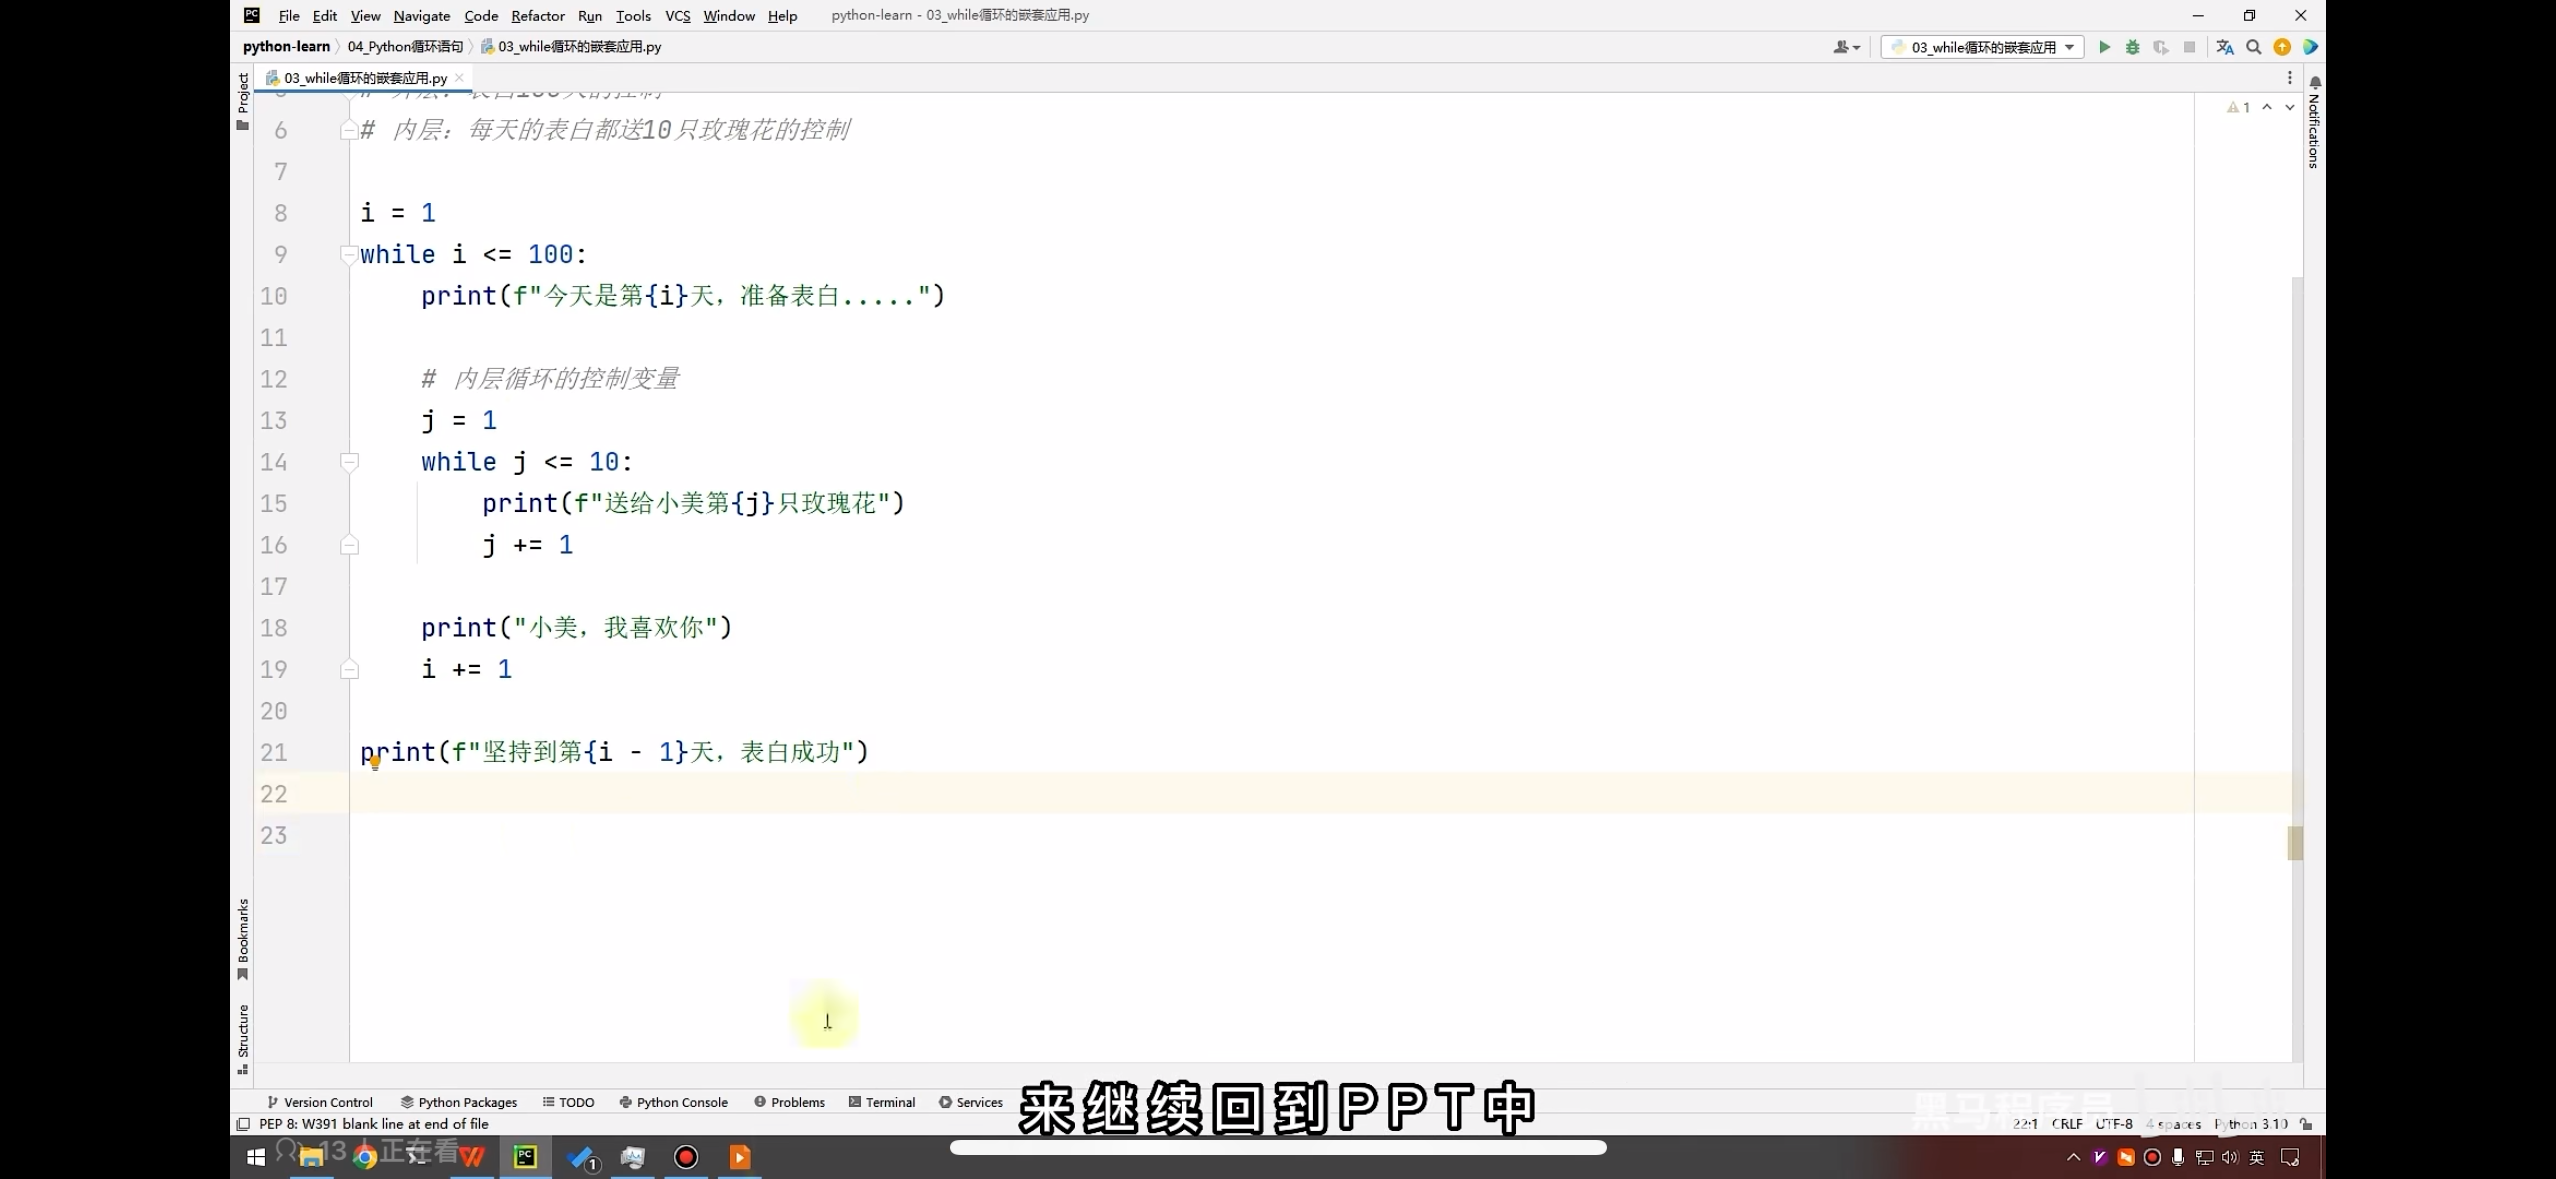 File Edit View Navigate Code Refactor Run Tools VCS Window Help python-learn - 03_while循环的嵌套应用.py
python-learn 04_Python循环语句 03_while循环的嵌套应用.py 03_while循环的嵌套应用
Project
03_while循环的嵌套应用.py
Notifications
1
6 # 内层：每天的表白都送10只玫瑰花的控制
7
8 i = 1
9 while i <= 100:
10 print(f"今天是第{i}天，准备表白.....")
11
12 # 内层循环的控制变量
13 j = 1
14 while j <= 10:
15 print(f"送给小美第{j}只玫瑰花")
16 j += 1
17
18 print("小美，我喜欢你")
19 i += 1
20
21 print(f"坚持到第{i - 1}天，表白成功")
22
23
Bookmarks
Structure
Version Control Python Packages TODO Python Console Problems Terminal Services
来继续回到PPT中
黑马程序员
PEP 8: W391 blank line at end of file 22:1 CRLF UTF-8 4 spaces Python 3.10
13人正在看
PC
1
英